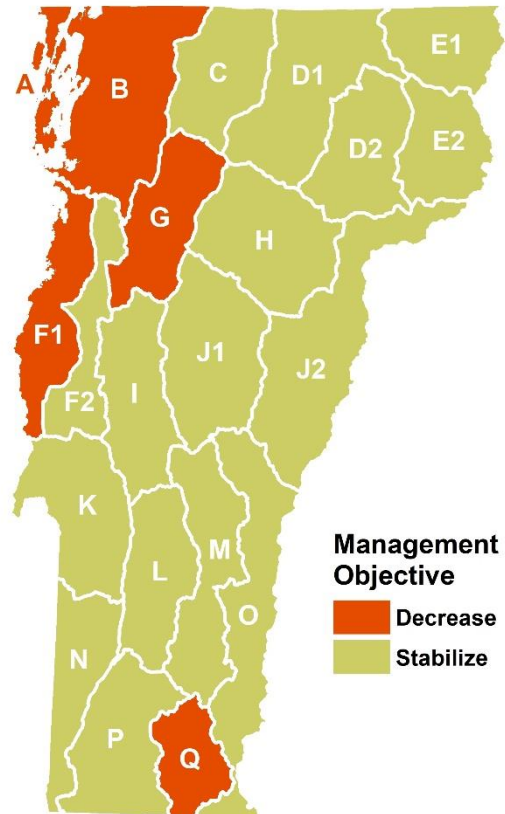 E1
C
D1
A
B
D2
E2
G
H
F1
J1
J2
F2
I
K
M
L
O
N
P
Q
Management
Objective
Decrease
Stabilize